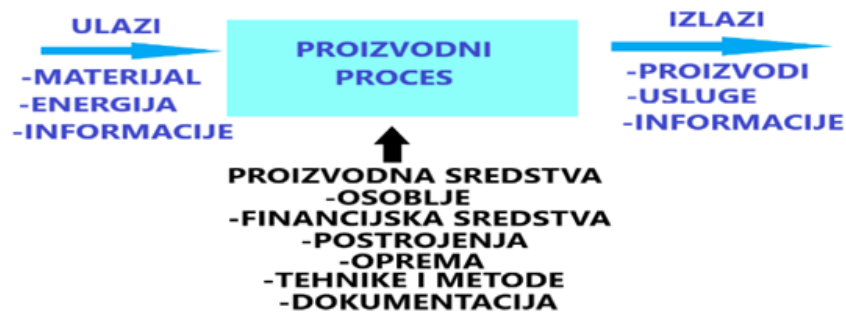 ULAZI
-MATERIJAL
-ENERGIJA
-INFORMACIJE
PROIZVODNI
PROCES
IZLAZI
-PROIZVODI
-USLUGE
-INFORMACIJE
PROIZVODNA SREDSTVA
-OSOBLJE
-FINANCIJSKA SREDSTVA
-POSTROJENJA
-OPREMA
-TEHNIKE I METODE
-DOKUMENTACIJA